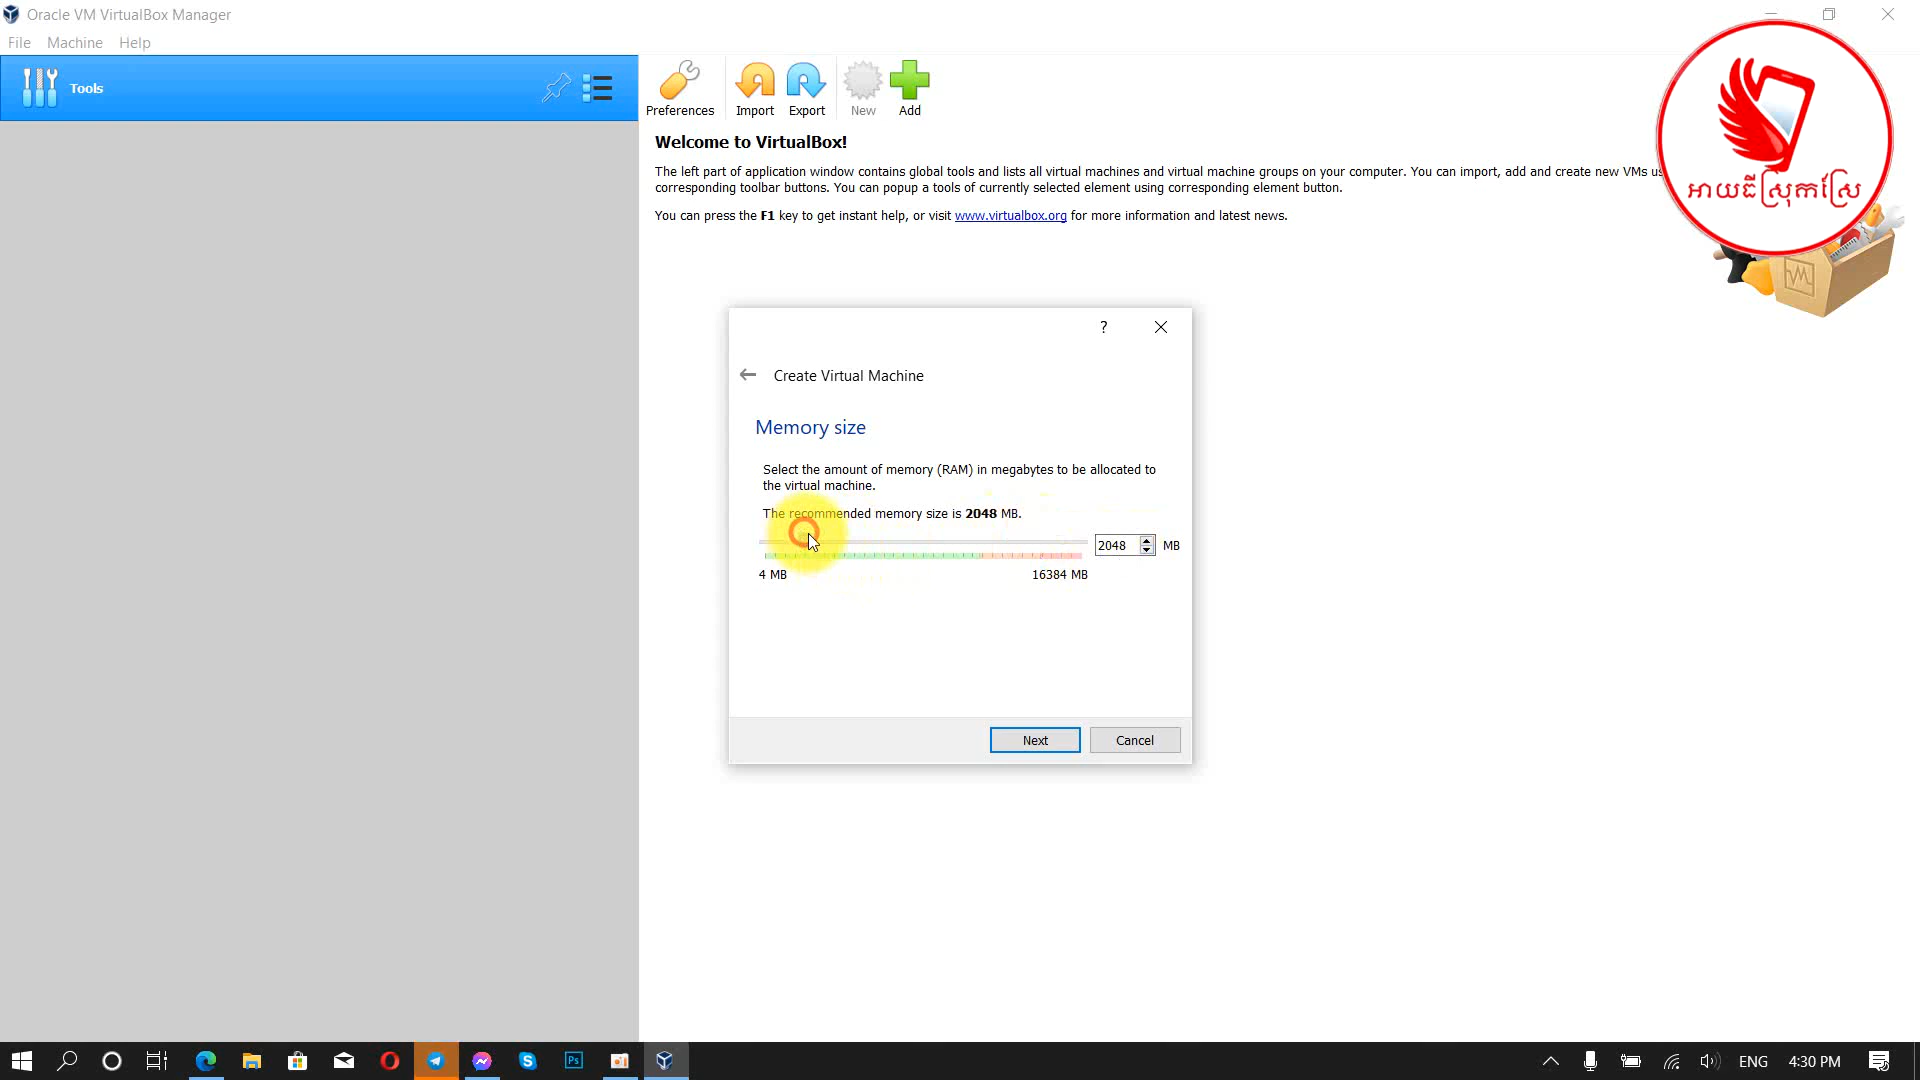 Oracle VM VirtualBox Manager
File Machine Help
Tools
Preferences Import Export New Add
Welcome to VirtualBox!
The left part of application window contains global tools and lists all virtual machines and virtual machine groups on your computer. You can import, add and create new VMs
corresponding toolbar buttons. You can popup a tools of currently selected element using corresponding element button.
You can press the F1 key to get instant help, or visit www.virtualbox.org for more information and latest news.
អាយធីស្រុកស្រែ
?
Create Virtual Machine
Memory size
Select the amount of memory (RAM) in megabytes to be allocated to
the virtual machine.
The recommended memory size is 2048 MB.
2048 MB
4 MB 16384 MB
Next Cancel
Ps
ENG 4:30 PM